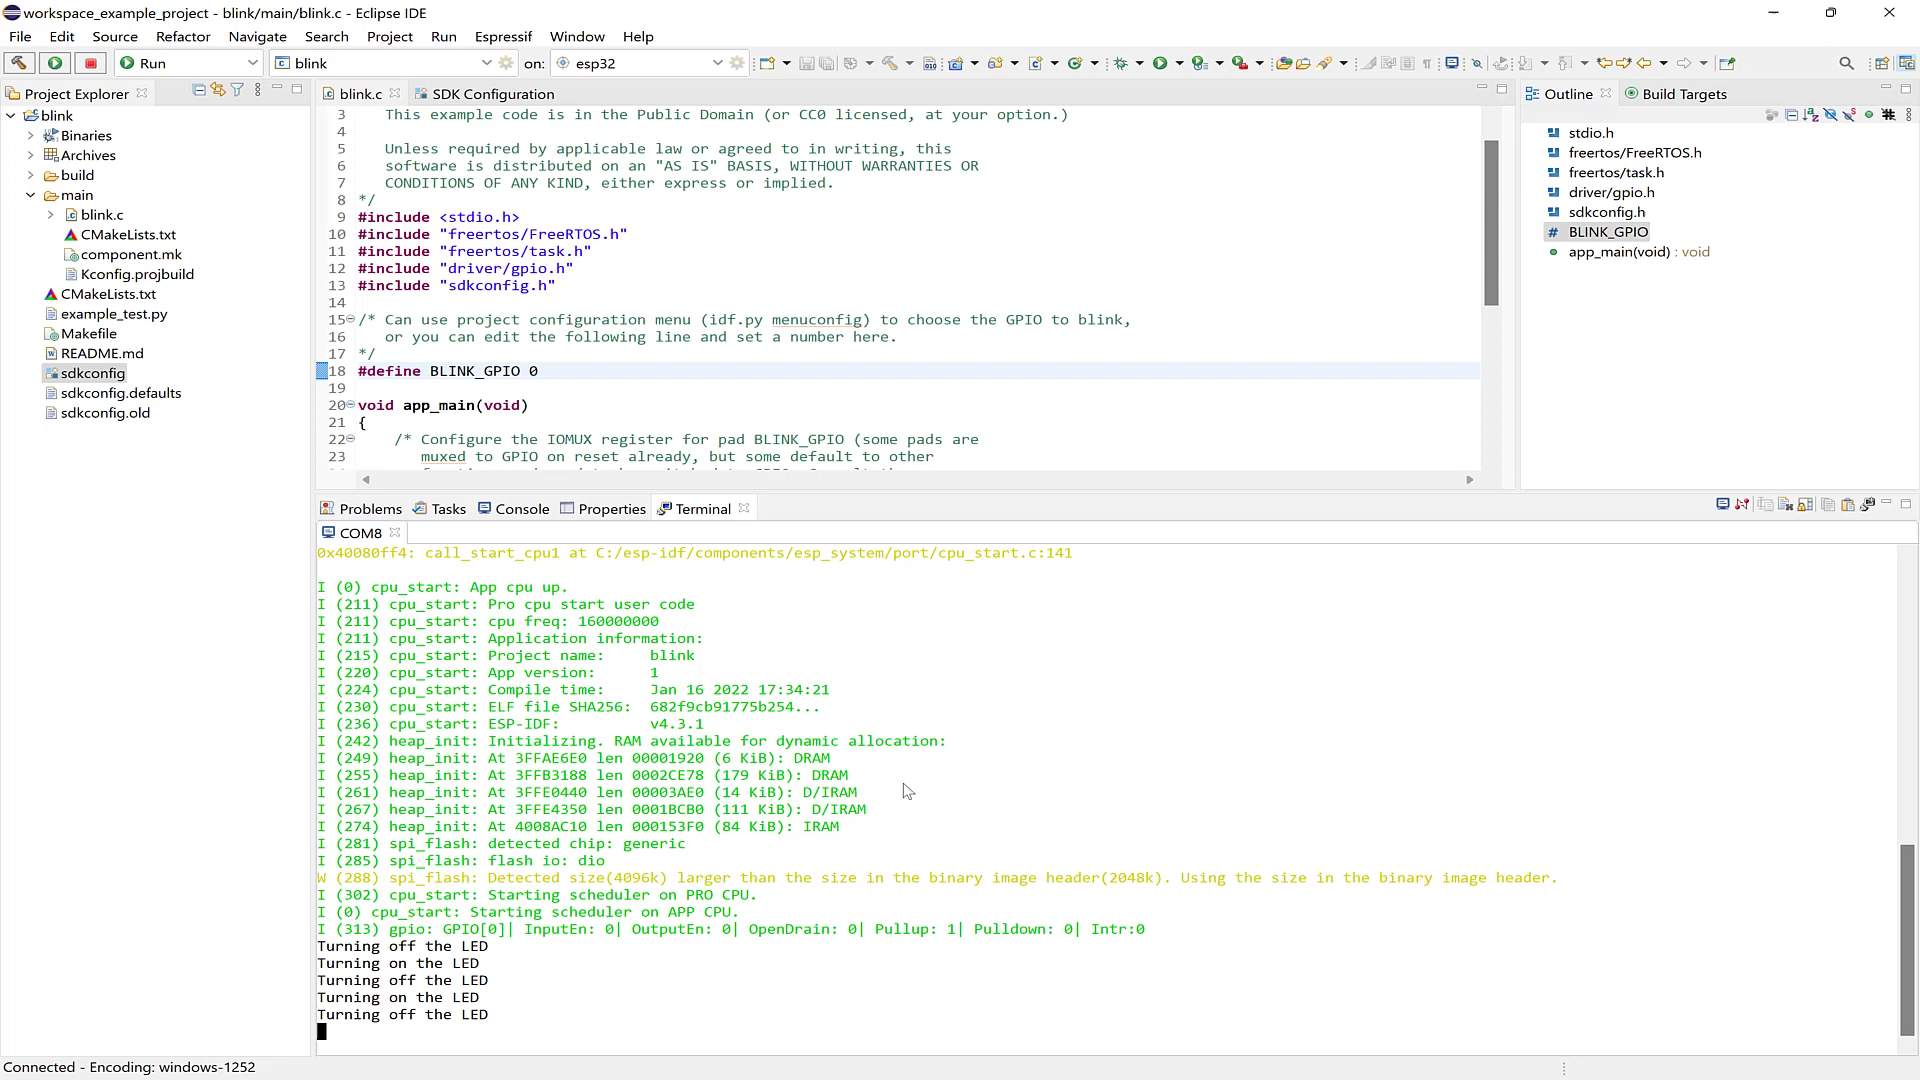 workspace_example_project - blink/main/blink.c - Eclipse IDE
File Edit Source Refactor Navigate Search Project Run Espressif Window Help
Run blink on: esp32
Project Explorer
blink
Binaries
Archives
build
main
blink.c
CMakeLists.txt
component.mk
Kconfig.projbuild
CMakeLists.txt
example_test.py
Makefile
README.md
sdkconfig
sdkconfig.defaults
sdkconfig.old
blink.c SDK Configuration
3 This example code is in the Public Domain (or CC0 licensed, at your option.)
4
5 Unless required by applicable law or agreed to in writing, this
6 software is distributed on an "AS IS" BASIS, WITHOUT WARRANTIES OR
7 CONDITIONS OF ANY KIND, either express or implied.
8 */
9 #include <stdio.h>
10 #include "freertos/FreeRTOS.h"
11 #include "freertos/task.h"
12 #include "driver/gpio.h"
13 #include "sdkconfig.h"
14
15 /* Can use project configuration menu (idf.py menuconfig) to choose the GPIO to blink,
16 or you can edit the following line and set a number here.
17 */
18 #define BLINK_GPIO 0
19
20 void app_main(void)
21 {
22 /* Configure the IOMUX register for pad BLINK_GPIO (some pads are
23 muxed to GPIO on reset already, but some default to other
Outline Build Targets
stdio.h
freertos/FreeRTOS.h
freertos/task.h
driver/gpio.h
sdkconfig.h
# BLINK_GPIO
app_main(void) : void
Problems Tasks Console Properties Terminal
COM8
0x40080ff4: call_start_cpu1 at C:/esp-idf/components/esp_system/port/cpu_start.c:141
I (0) cpu_start: App cpu up.
I (211) cpu_start: Pro cpu start user code
I (211) cpu_start: cpu freq: 160000000
I (211) cpu_start: Application information:
I (215) cpu_start: Project name: blink
I (220) cpu_start: App version: 1
I (224) cpu_start: Compile time: Jan 16 2022 17:34:21
I (230) cpu_start: ELF file SHA256: 682f9cb91775b254...
I (236) cpu_start: ESP-IDF: v4.3.1
I (242) heap_init: Initializing. RAM available for dynamic allocation:
I (249) heap_init: At 3FFAE6E0 len 00001920 (6 KiB): DRAM
I (255) heap_init: At 3FFB3188 len 0002CE78 (179 KiB): DRAM
I (261) heap_init: At 3FFE0440 len 00003AE0 (14 KiB): D/IRAM
I (267) heap_init: At 3FFE4350 len 0001BCB0 (111 KiB): D/IRAM
I (274) heap_init: At 4008AC10 len 000153F0 (84 KiB): IRAM
I (281) spi_flash: detected chip: generic
I (285) spi_flash: flash io: dio
W (288) spi_flash: Detected size(4096k) larger than the size in the binary image header(2048k). Using the size in the binary image header.
I (302) cpu_start: Starting scheduler on PRO CPU.
I (0) cpu_start: Starting scheduler on APP CPU.
I (313) gpio: GPIO[0]| InputEn: 0| OutputEn: 0| OpenDrain: 0| Pullup: 1| Pulldown: 0| Intr:0
Turning off the LED
Turning on the LED
Turning off the LED
Turning on the LED
Turning off the LED
Connected - Encoding: windows-1252